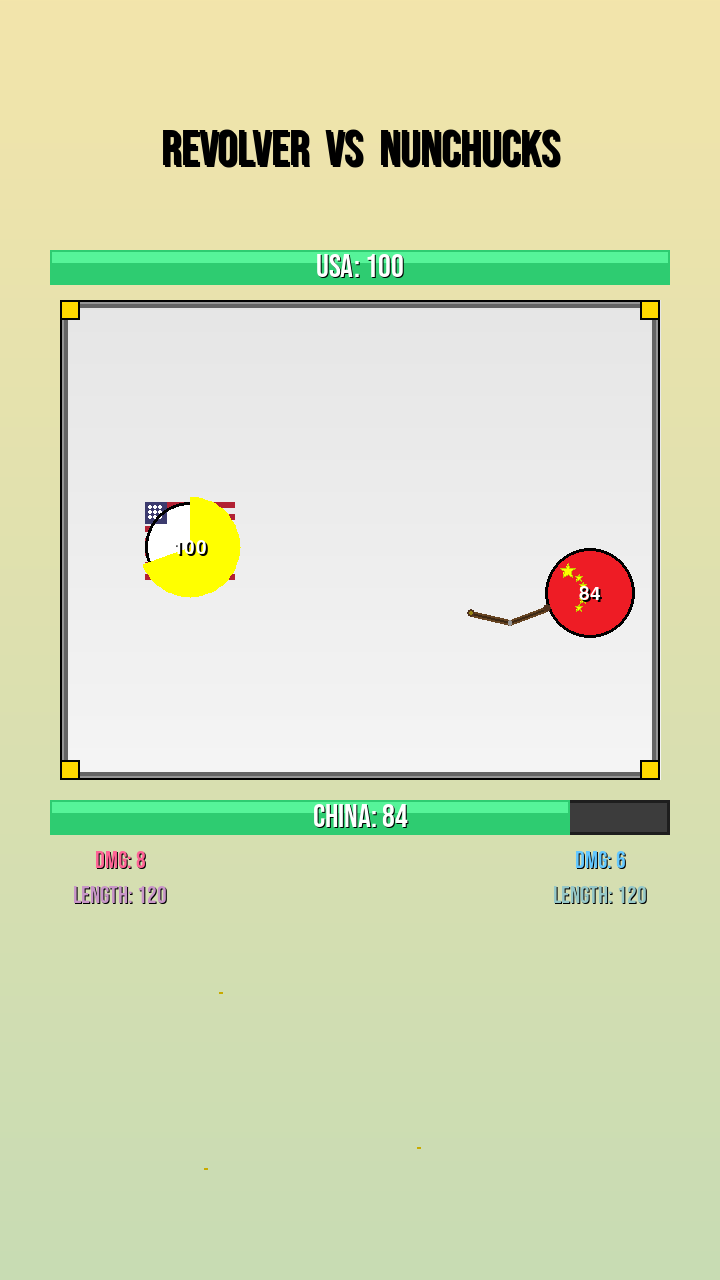 REVOLVER VS NUNCHUCKS
USA: 100
100
84
CHINA: 84
DMG: 8
DMG: 6
LENGTH: 120
LENGTH: 120